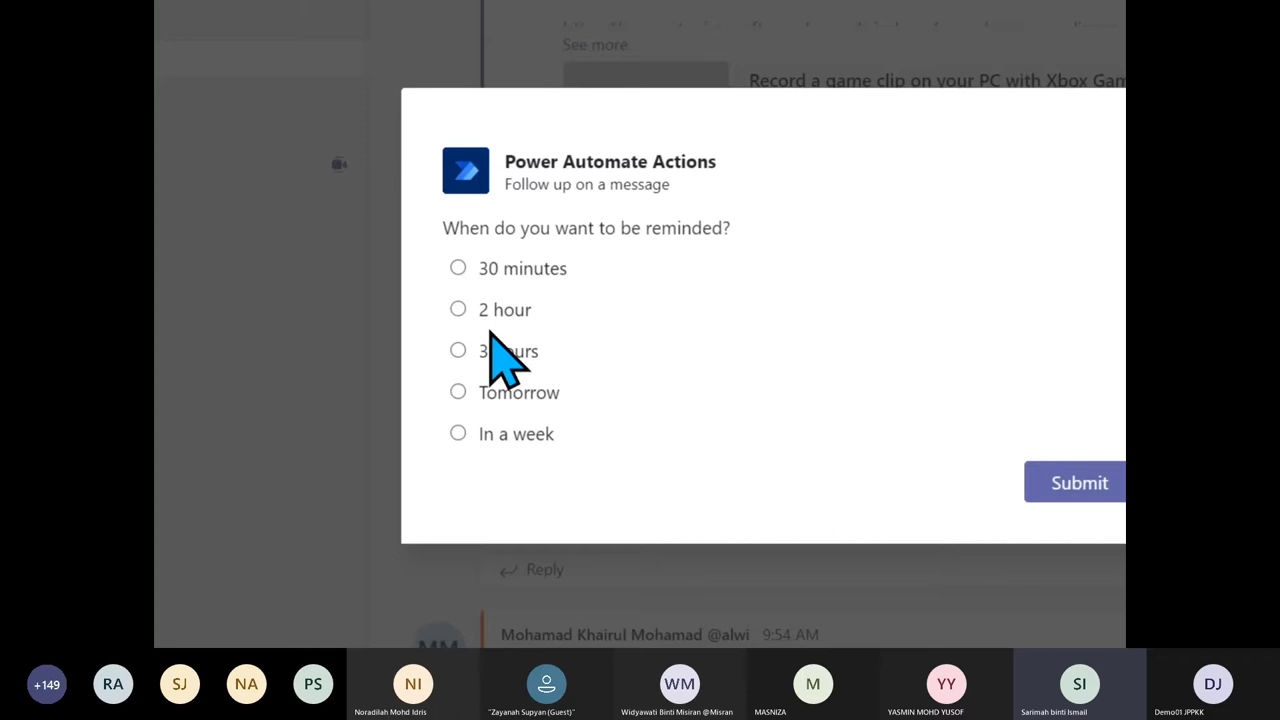 See more
Record a game clip on your PC with Xbox Gam
Power Automate Actions
Follow up on a message
When do you want to be reminded?
30 minutes
2 hour
3 hours
Tomorrow
In a week
Submit
Reply
Mohamad Khairul Mohamad @alwi 9:54 AM
MM
+149
RA
SJ
NA
PS
NI
WM
M
YY
SI
DJ
Noradilah Mohd Idris
"Zayanah Supyan (Guest)"
Widyawati Binti Misiran @Misran
MASNIZA
YASMIN MOHD YUSOF
Sarimah binti Ismail
Demo01 JPPKK